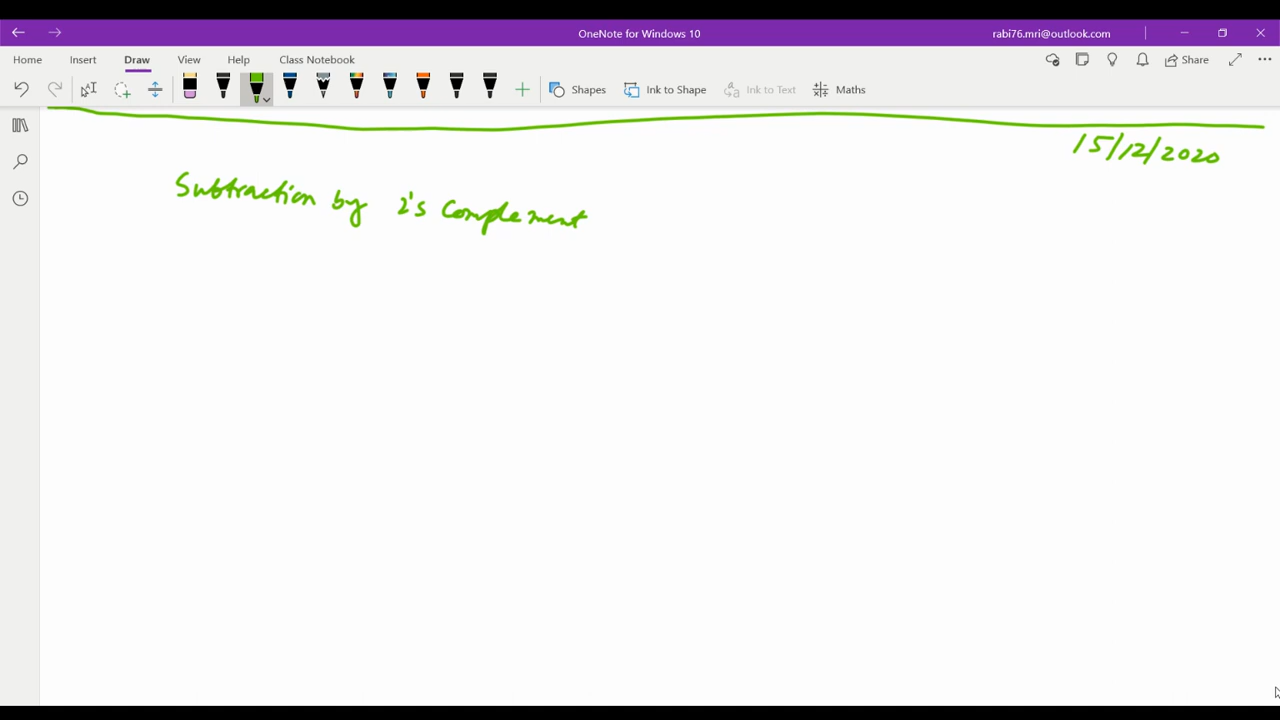 OneNote for Windows 10
rabi76.mri@outlook.com
Home Insert Draw View Help Class Notebook
Share
Shapes Ink to Shape Ink to Text Maths
15/12/2020
Subtraction by 2's Complement